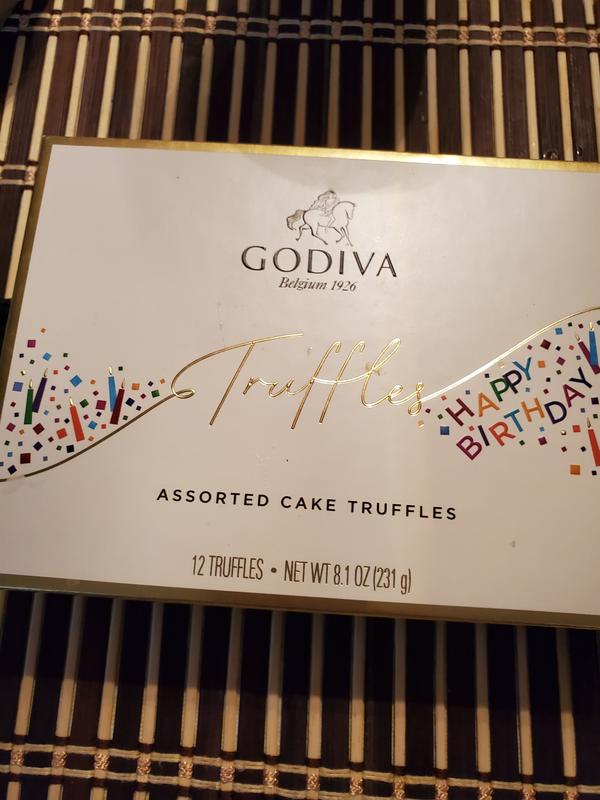 GODIVA
Belgium 1926
Truffles
HAPPY
BIRTHDAY
ASSORTED CAKE TRUFFLES
12 TRUFFLES • NET WT 8.1 OZ (231 g)